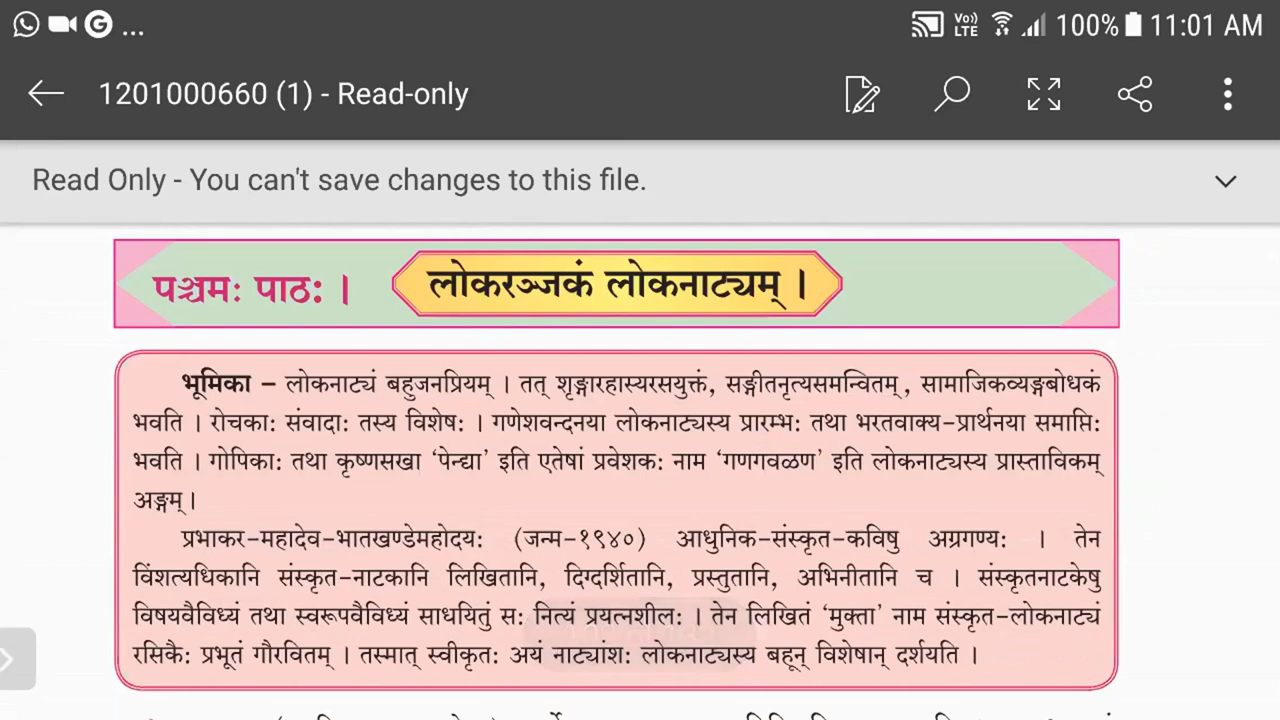 ... 100% 11:01 AM
1201000660 (1) - Read-only
Read Only - You can't save changes to this file.
पञ्चमः पाठः । लोकरञ्जकं लोकनाट्यम् ।
भूमिका – लोकनाट्यं बहुजनप्रियम् । तत् शृङ्गारहास्यरसयुक्तं, सङ्गीतनृत्यसमन्वितम्, सामाजिकव्यङ्गबोधकं
भवति । रोचकाः संवादाः तस्य विशेषः । गणेशवन्दनया लोकनाट्यस्य प्रारम्भः तथा भरतवाक्य-प्रार्थनया समाप्तिः
भवति । गोपिकाः तथा कृष्णसखा ‘पेन्द्या’ इति एतेषां प्रवेशकः नाम ‘गणगवळण’ इति लोकनाट्यस्य प्रास्ताविकम्
अङ्गम् ।
प्रभाकर-महादेव-भातखण्डेमहोदयः (जन्म-१९४०) आधुनिक-संस्कृत-कविषु अग्रगण्यः । तेन
विंशत्यधिकानि संस्कृत-नाटकानि लिखितानि, दिग्दर्शितानि, प्रस्तुतानि, अभिनीतानि च । संस्कृतनाटकेषु
विषयवैविध्यं तथा स्वरूपवैविध्यं साधयितुं सः नित्यं प्रयत्नशीलः । तेन लिखितं ‘मुक्ता’ नाम संस्कृत-लोकनाट्यं
रसिकैः प्रभूतं गौरवितम् । तस्मात् स्वीकृतः अयं नाट्यांशः लोकनाट्यस्य बहून् विशेषान् दर्शयति ।